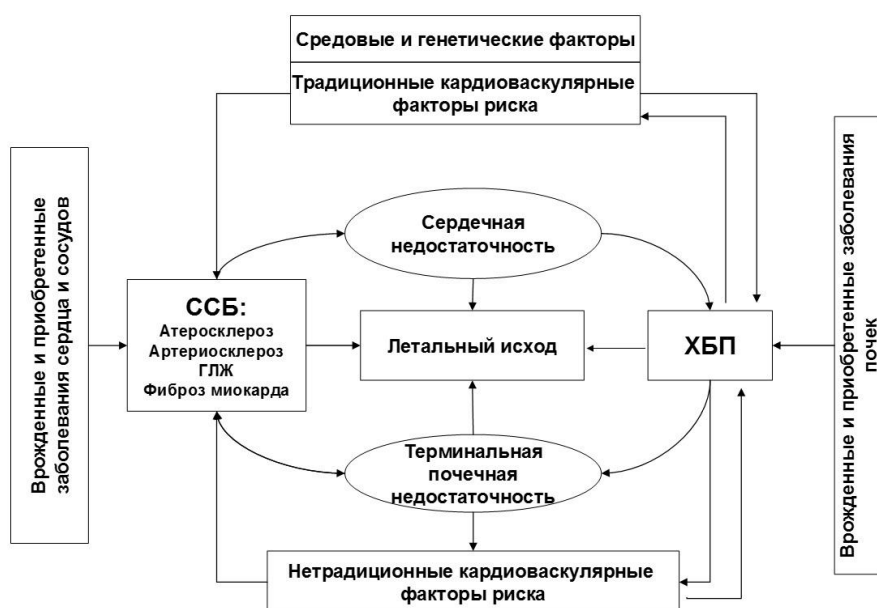 Средовые и генетические факторы
Традиционные кардиоваскулярные
факторы риска
Врожденные и приобретенные
заболевания сердца и сосудов
Сердечная
недостаточность
ССБ:
Атеросклероз
Артериосклероз
ГЛЖ
Фиброз миокарда
Летальный исход
ХБП
Врожденные и приобретенные заболевания
почек
Терминальная
почечная
недостаточность
Нетрадиционные кардиоваскулярные
факторы риска